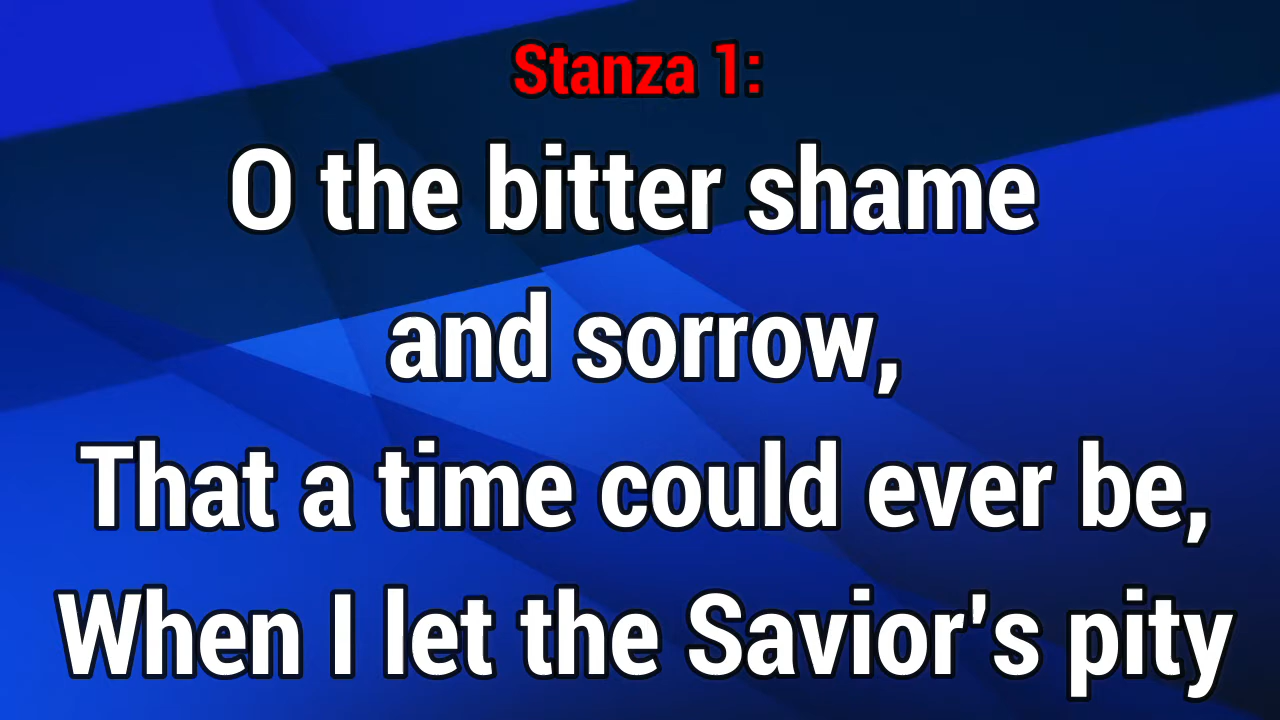 Stanza 1:
O the bitter shame
and sorrow,
That a time could ever be,
When I let the Savior's pity